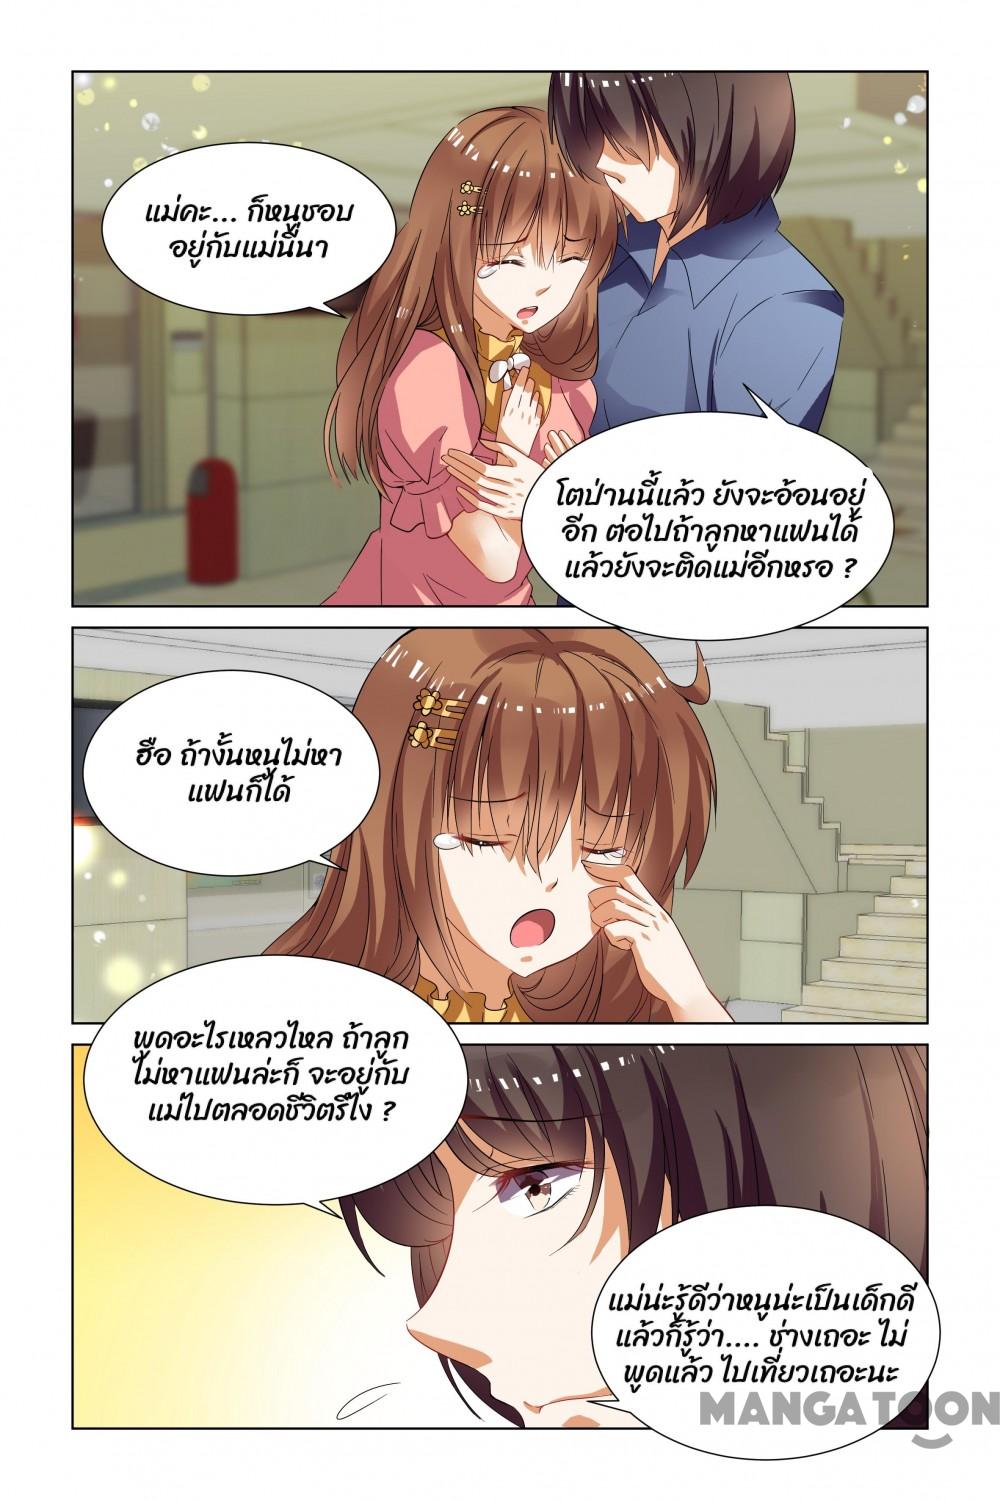 แม่คะ... ก็หนูชอบ
อยู่กับแม่นี่นา
โตป่านนี้แล้ว ยังจะอ้อนอยู่
อีก ต่อไปถ้าลูกหาแฟนได้
แล้วยังจะติดแม่อีกหรอ ?
ฮือ ถ้างั้นหนูไม่หา
แฟนก็ได้
พูดอะไรเหลวไหล ถ้าลูก
ไม่หาแฟนล่ะก็ จะอยู่กับ
แม่ไปตลอดชีวิตรึไง ?
แม่น่ะรู้ดีว่าหนูน่ะเป็นเด็กดี
แล้วก็รู้ว่า.... ช่างเถอะ ไม่
พูดแล้ว ไปเที่ยวเถอะนะ
MANGATOON